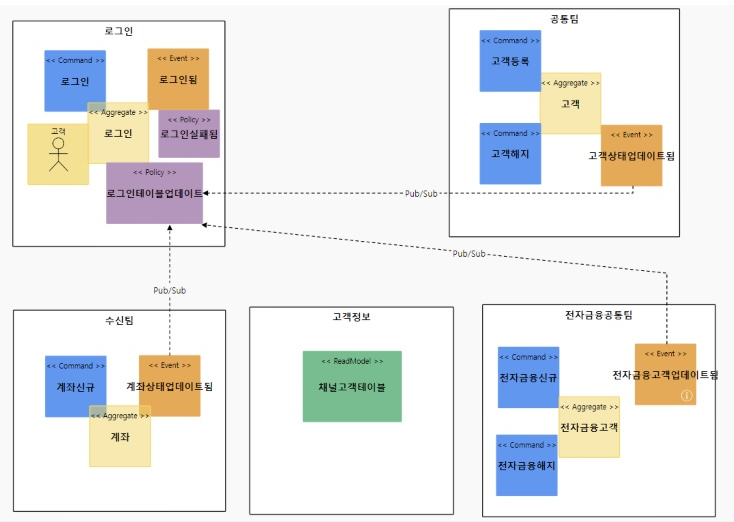 로그인
<< Command >>
로그인
<< Event >>
로그인됨
<< Aggregate >>
로그인
<< Policy >>
로그인실패됨
고객
<< Policy >>
로그인테이블업데이트
공통팀
<< Command >>
고객등록
<< Aggregate >>
고객
<< Command >>
고객해지
<< Event >>
고객상태업데이트됨
Pub/Sub
Pub/Sub
Pub/Sub
수신팀
<< Command >>
계좌신규
<< Event >>
계좌상태업데이트됨
<< Aggregate >>
계좌
고객정보
<< ReadModel >>
채널고객테이블
전자금융공통팀
<< Command >>
전자금융신규
<< Event >>
전자금융고객업데이트됨
<< Aggregate >>
전자금융고객
<< Command >>
전자금융해지